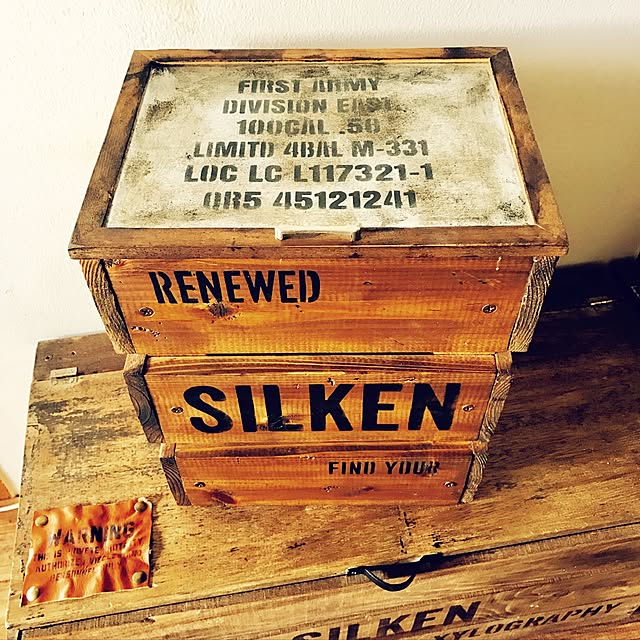 FIRST ARMY
DIVISION EAST
100CAL .50
LIMITD 4BAL M-331
LOC LC L117321-1
OR5 45121241
RENEWED
SILKEN
FIND YOUR
WARNING
SILKEN
XYLOGRAPHY